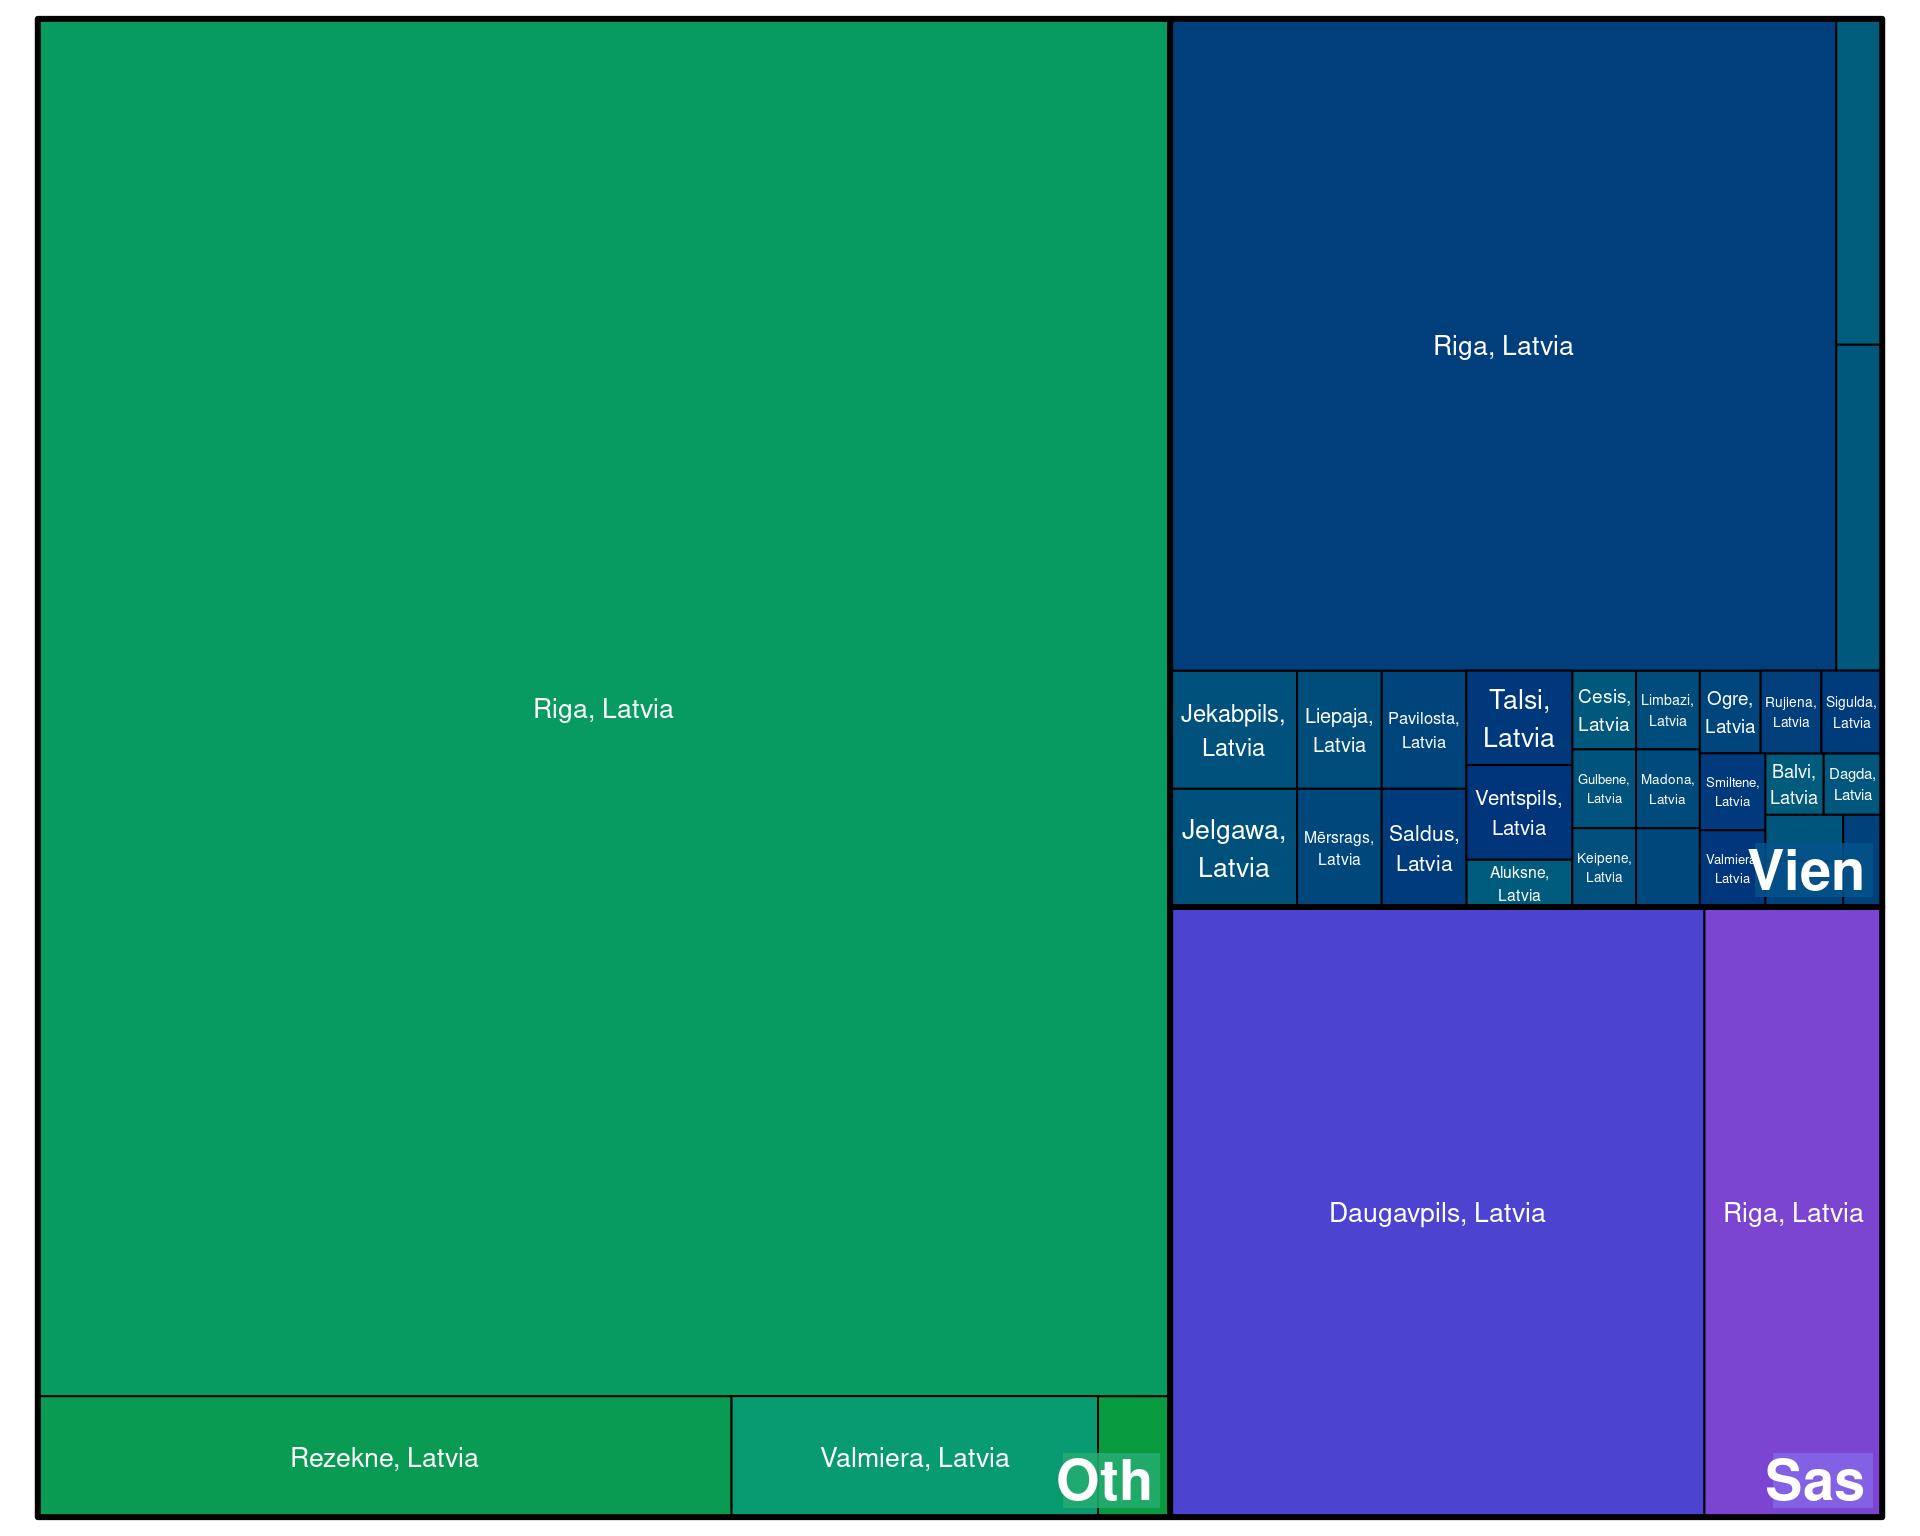 Riga, Latvia
Rezekne, Latvia
Valmiera, Latvia
Oth
Riga, Latvia
Jekabpils,
Latvia
Jelgawa,
Latvia
Liepaja,
Latvia
Mērsrags,
Latvia
Pavilosta,
Latvia
Saldus,
Latvia
Talsi,
Latvia
Ventspils,
Latvia
Aluksne,
Latvia
Cesis,
Latvia
Gulbene,
Latvia
Keipene,
Latvia
Limbazi,
Latvia
Madona,
Latvia
Ogre,
Latvia
Rujiena,
Latvia
Sigulda,
Latvia
Smiltene,
Latvia
Valmiera
Latvia
Balvi,
Latvia
Dagda,
Latvia
Vien
Daugavpils, Latvia
Riga, Latvia
Sas